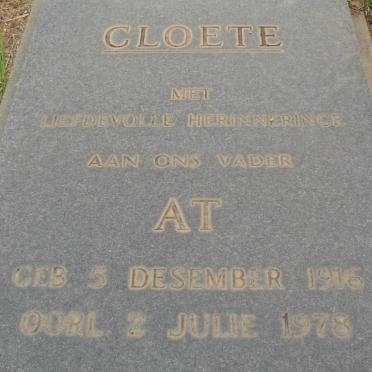 CLOETE
MET
LIEFDEVOLLE HERINNERINGE
AAN ONS VADER
AT
GEB. 5 DESEMBER 1916
OORL. 2 JULIE 1978